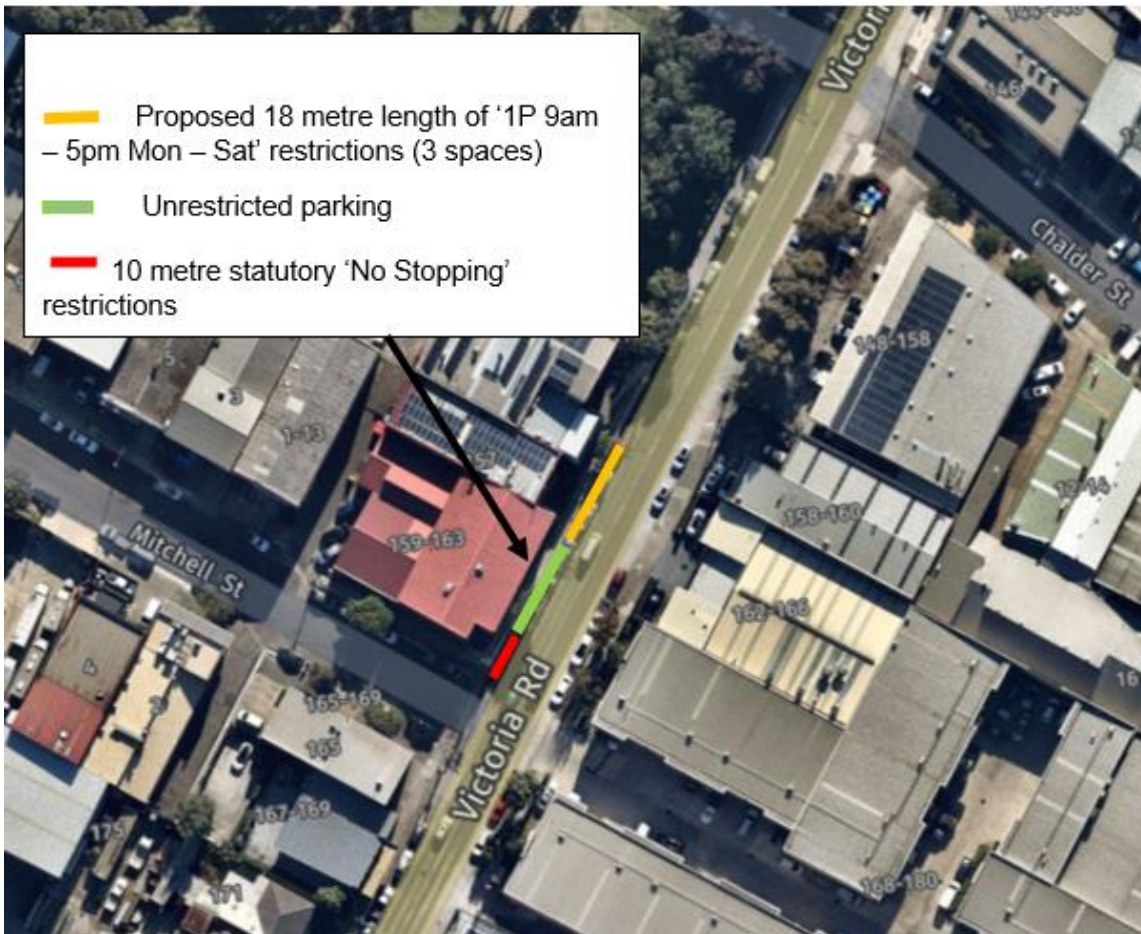 Proposed 18 metre length of ‘1P 9am
– 5pm Mon – Sat’ restrictions (3 spaces)
Unrestricted parking
10 metre statutory ‘No Stopping’
restrictions
Victori
146
Chalder St
148-158
5
3
1-13
157
159-163
12-14
158-160
Mitchell St
162-166
4
16
165-169
165
Victoria Rd
167-169
175
171
168-180